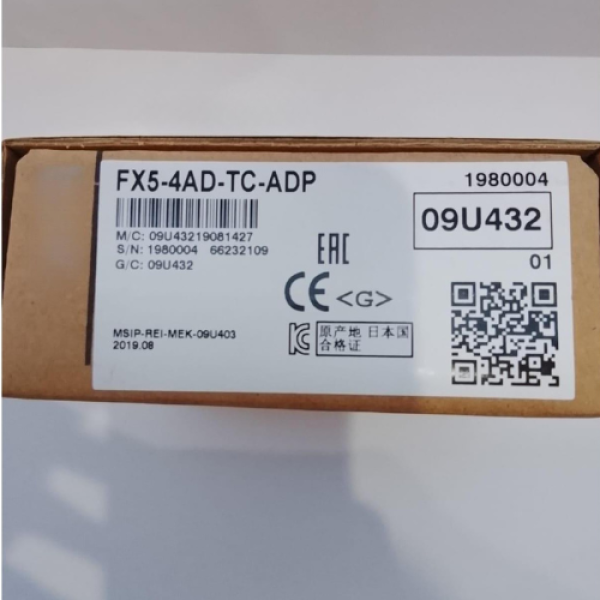 FX5-4AD-TC-ADP
1980004
M/C: 09U43219081427
S/N: 1980004 66232109
G/C: 09U432
09U432
01
EAC
CE <G>
MSIP-REI-MEK-09U403
2019.08
KC
原产地 日本国
合格证